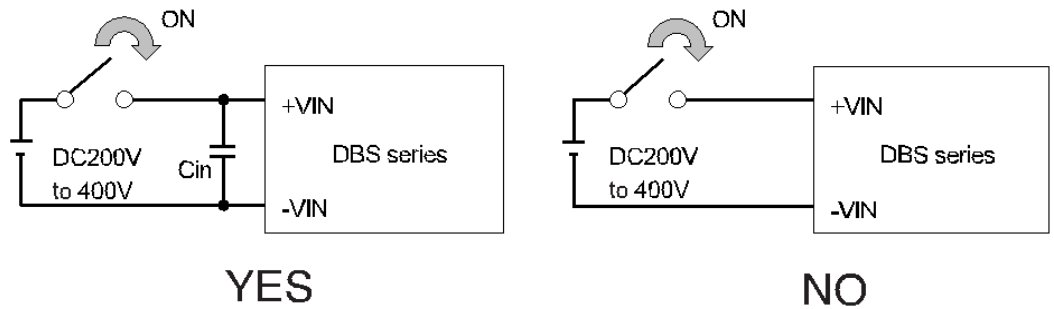 ON
+VIN
DC200V
to 400V
Cin
DBS series
-VIN
YES
ON
+VIN
DC200V
to 400V
DBS series
-VIN
NO